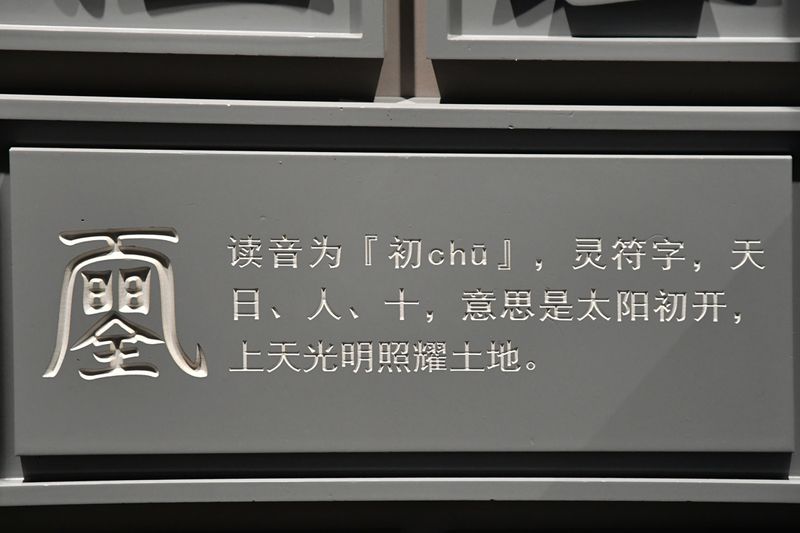 读音为『初chū』，灵符字，天
日、人、十，意思是太阳初开，
上天光明照耀土地。